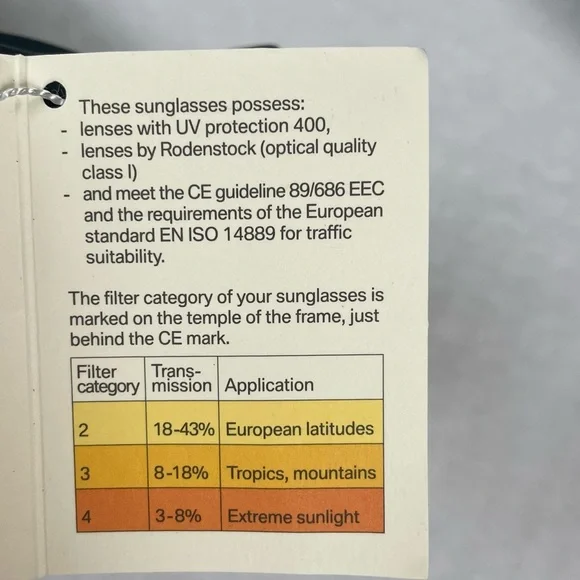 These sunglasses possess:
- lenses with UV protection 400,
- lenses by Rodenstock (optical quality
class I)
- and meet the CE guideline 89/686 EEC
and the requirements of the European
standard EN ISO 14889 for traffic
suitability.
The filter category of your sunglasses is
marked on the temple of the frame, just
behind the CE mark.
Filter category Trans-mission Application
2 18-43% European latitudes
3 8-18% Tropics, mountains
4 3-8% Extreme sunlight